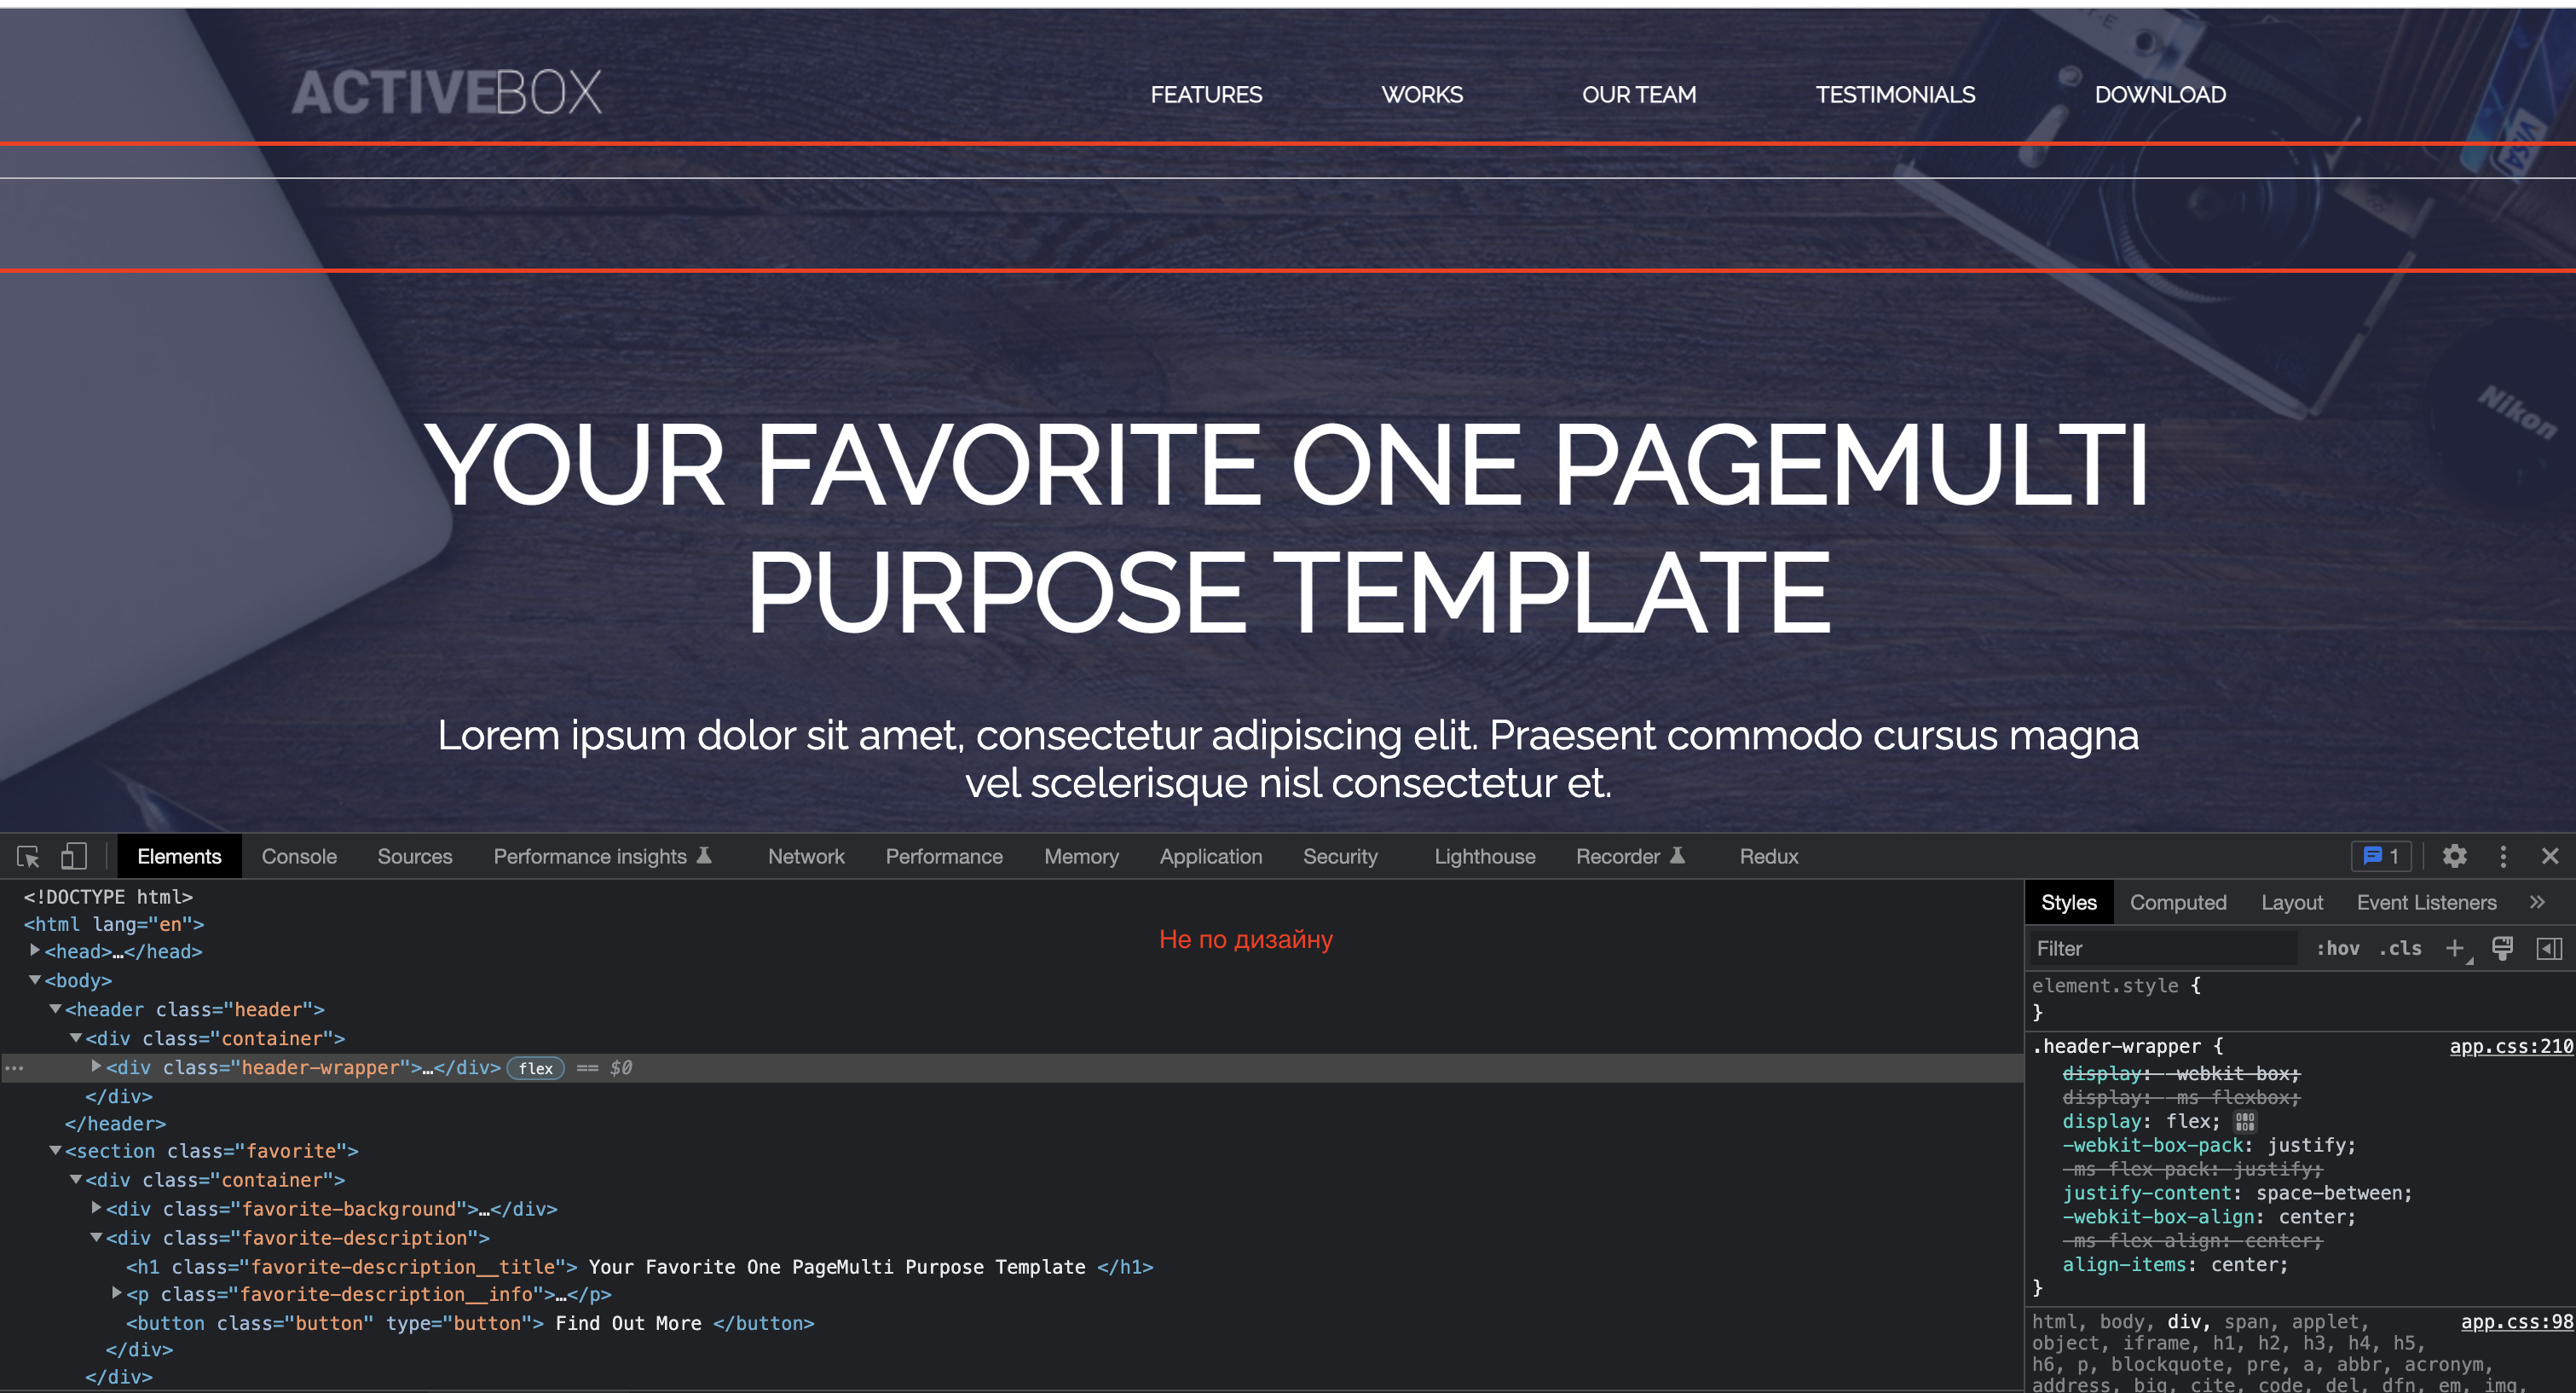 ACTIVEBOX
FEATURES WORKS OUR TEAM TESTIMONIALS DOWNLOAD
VISA
Nikon
YOUR FAVORITE ONE PAGEMULTI
PURPOSE TEMPLATE
Lorem ipsum dolor sit amet, consectetur adipiscing elit. Praesent commodo cursus magna
vel scelerisque nisl consectetur et.
Elements Console Sources Performance insights Network Performance Memory Application Security Lighthouse Recorder Redux 1
<!DOCTYPE html>
<html lang="en">
<head>…</head>
<body>
<header class="header">
<div class="container">
<div class="header-wrapper">…</div> flex == $0
</div>
</header>
<section class="favorite">
<div class="container">
<div class="favorite-background">…</div>
<div class="favorite-description">
<h1 class="favorite-description__title"> Your Favorite One PageMulti Purpose Template </h1>
<p class="favorite-description__info">…</p>
<button class="button" type="button"> Find Out More </button>
</div>
</div>
Не по дизайну
Styles Computed Layout Event Listeners »
Filter :hov .cls +
element.style {
}
.header-wrapper { app.css:210
display: -webkit-box;
display: -ms-flexbox;
display: flex;
-webkit-box-pack: justify;
-ms-flex-pack: justify;
justify-content: space-between;
-webkit-box-align: center;
-ms-flex-align: center;
align-items: center;
}
html, body, div, span, applet, app.css:98
object, iframe, h1, h2, h3, h4, h5,
h6, p, blockquote, pre, a, abbr, acronym,
address, big, cite, code, del, dfn, em, img,